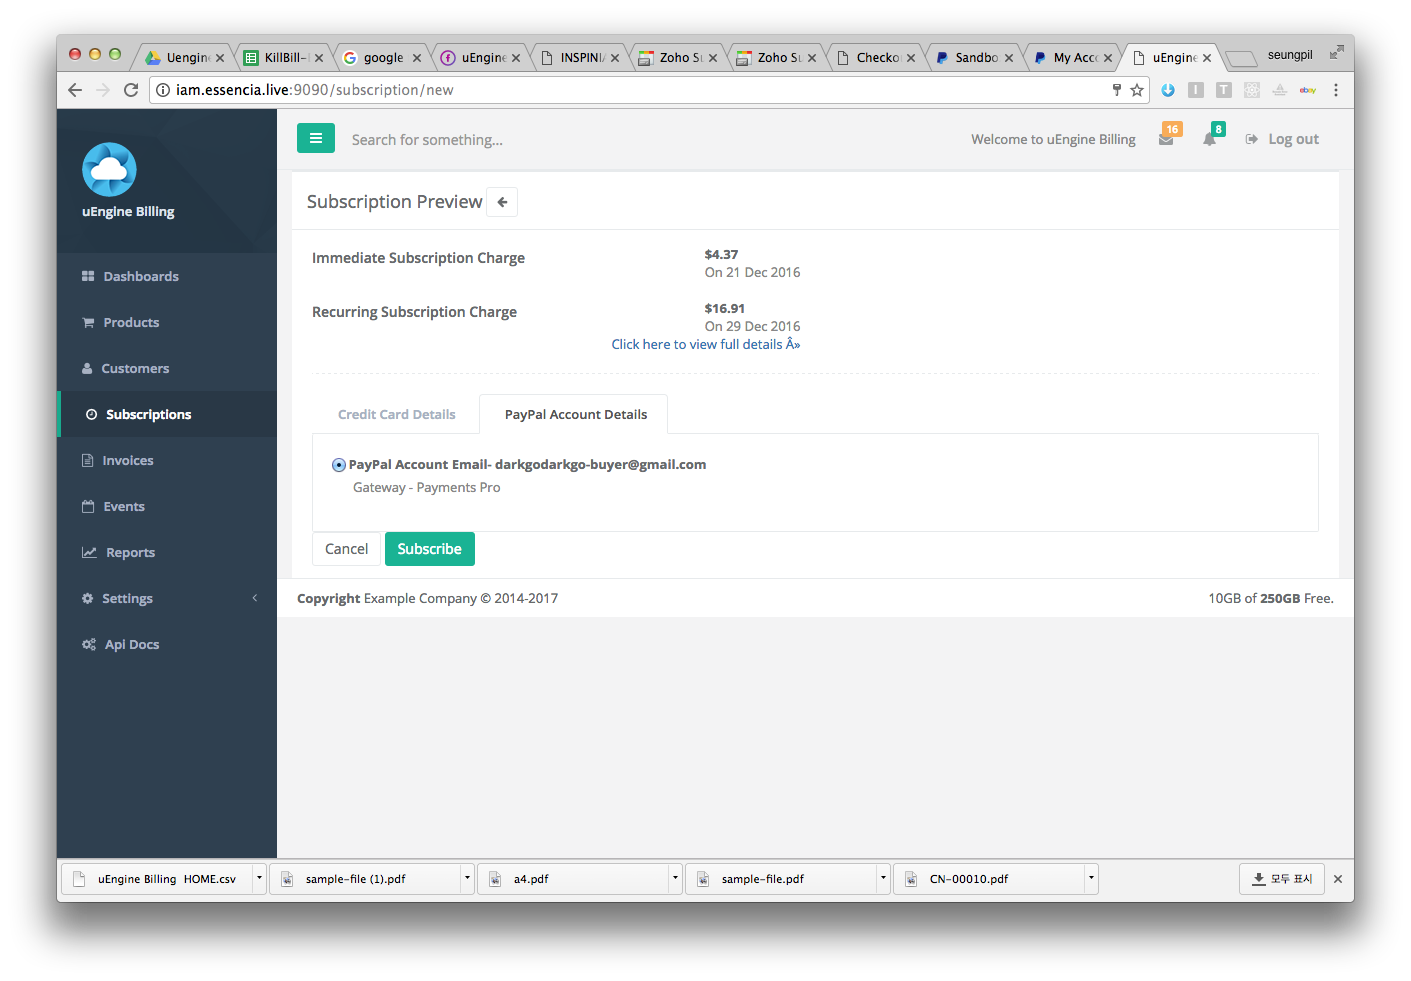 Uengine
KillBill-
google
uEngine
INSPINIA
Zoho Su
Zoho Su
Checko
Sandbo
My Acco
uEngine
seungpil
iam.essencia.live:9090/subscription/new
I
T
ebay
uEngine Billing
Dashboards
Products
Customers
Subscriptions
Invoices
Events
Reports
Settings
Api Docs
Search for something...
Welcome to uEngine Billing
16
8
Log out
Subscription Preview
Immediate Subscription Charge
$4.37
On 21 Dec 2016
Recurring Subscription Charge
$16.91
On 29 Dec 2016
Click here to view full details Â»
Credit Card Details
PayPal Account Details
PayPal Account Email- darkgodarkgo-buyer@gmail.com
Gateway - Payments Pro
Cancel
Subscribe
Copyright Example Company © 2014-2017
10GB of 250GB Free.
uEngine Billing HOME.csv
sample-file (1).pdf
a4.pdf
sample-file.pdf
CN-00010.pdf
모두 표시